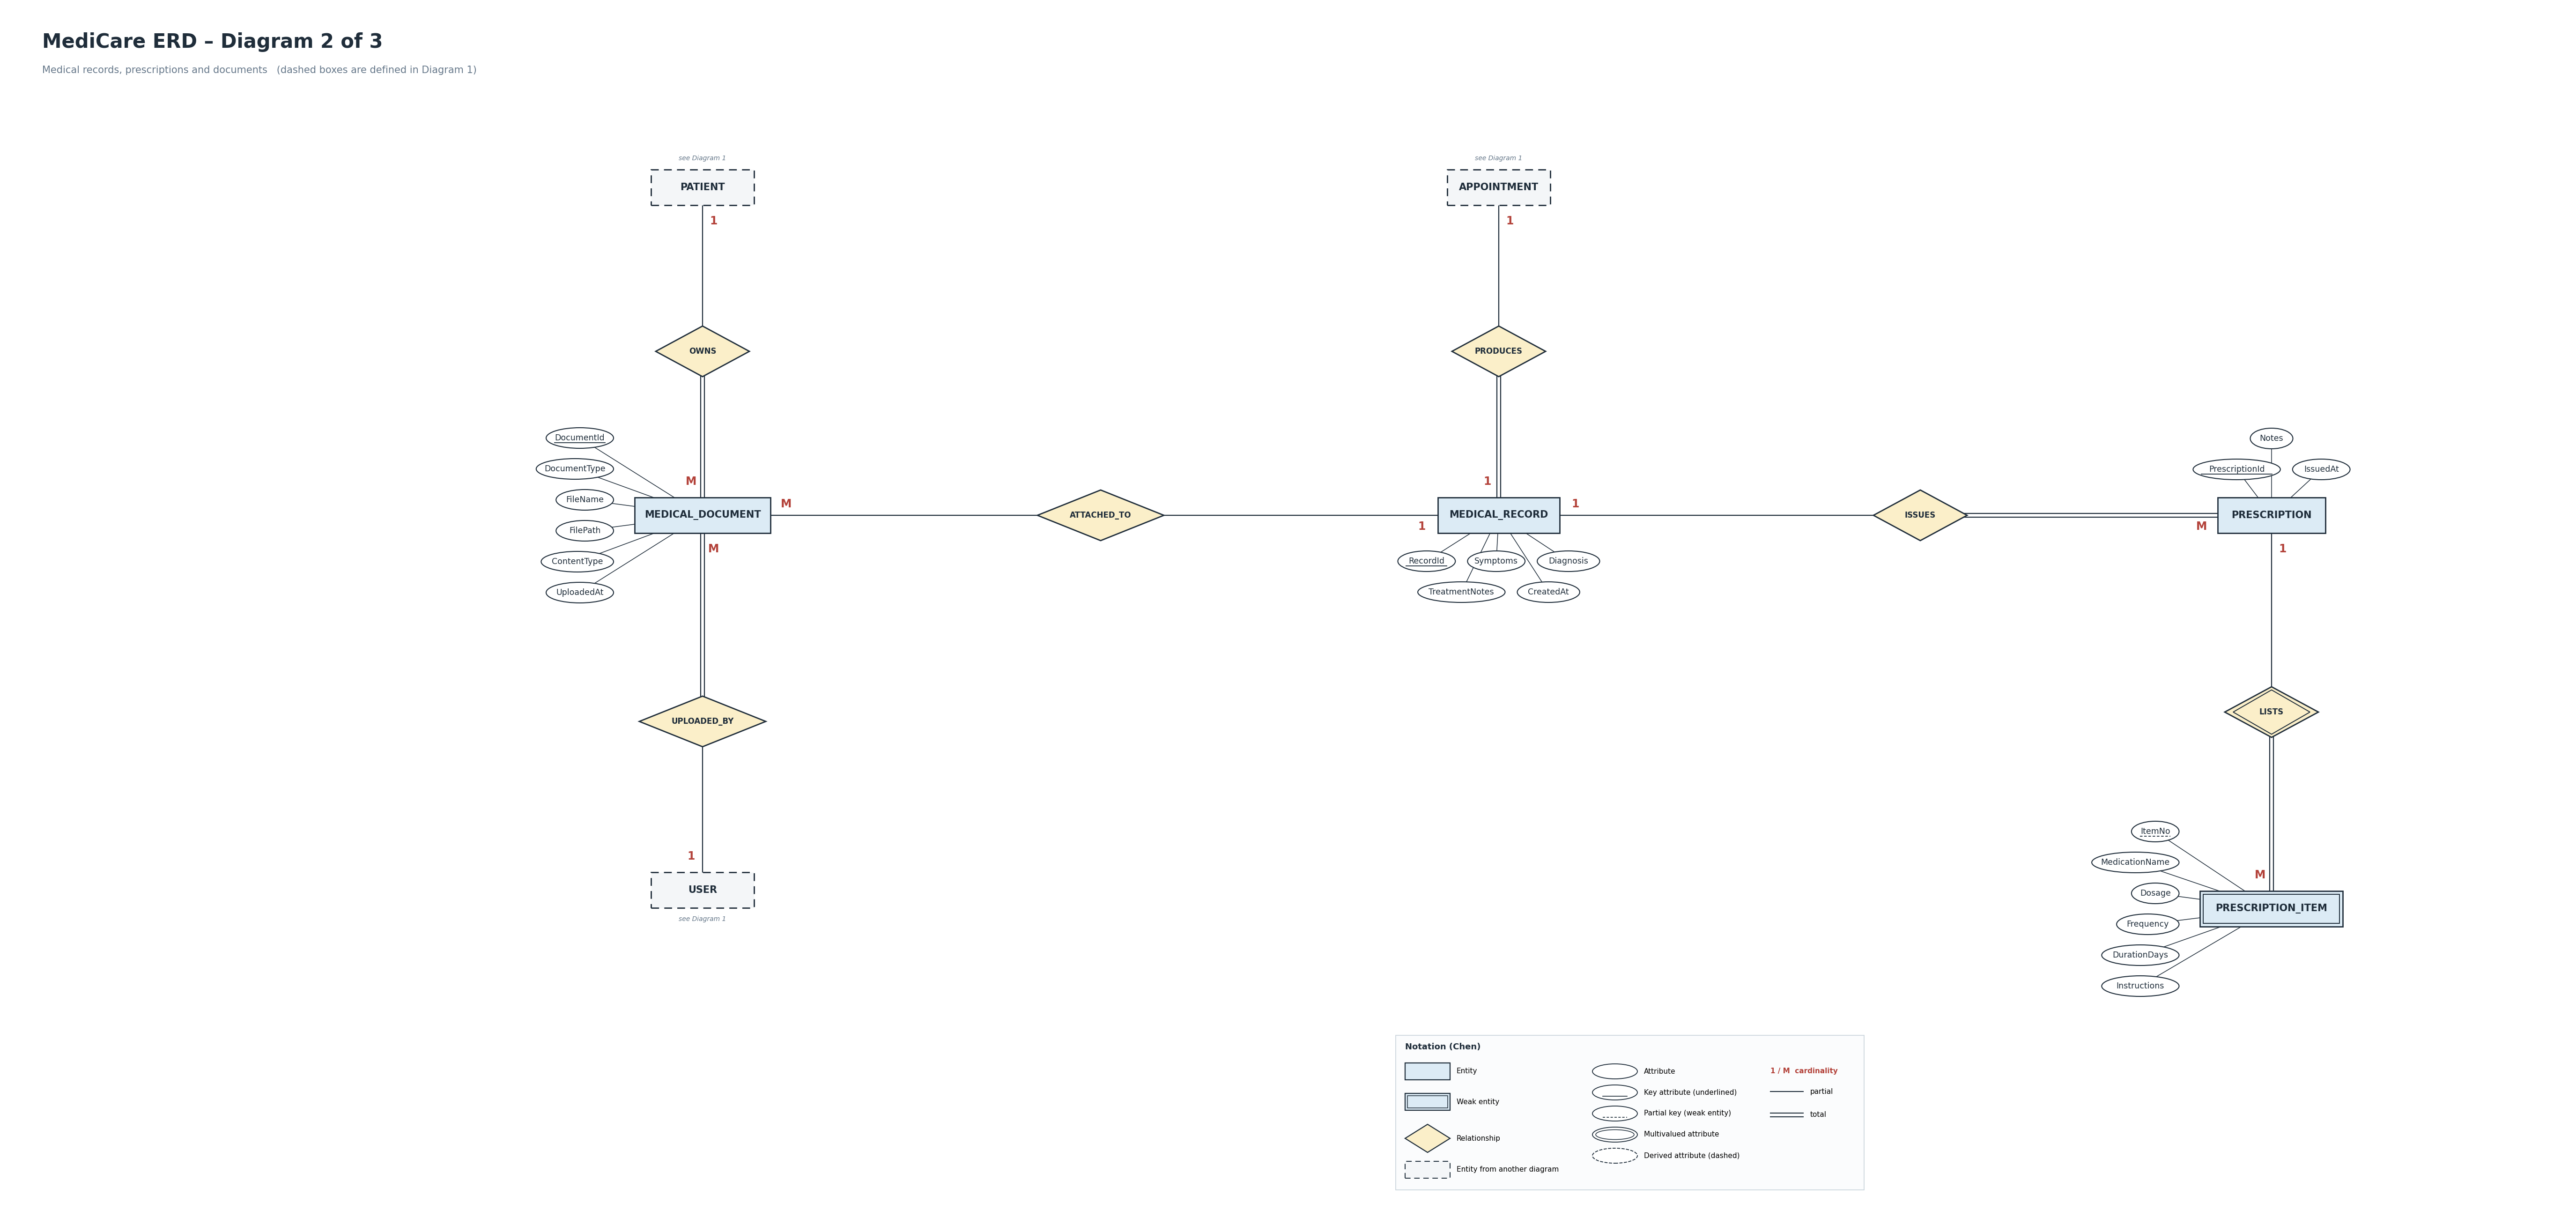 MediCare ERD – Diagram 2 of 3
Medical records, prescriptions and documents (dashed boxes are defined in Diagram 1)
see Diagram 1
PATIENT
1
see Diagram 1
APPOINTMENT
1
OWNS
PRODUCES
DocumentId
DocumentType
FileName
FilePath
ContentType
UploadedAt
M
MEDICAL_DOCUMENT
M
M
ATTACHED_TO
1
1
MEDICAL_RECORD
1
RecordId
Symptoms
Diagnosis
TreatmentNotes
CreatedAt
ISSUES
Notes
PrescriptionId
IssuedAt
M
PRESCRIPTION
1
UPLOADED_BY
LISTS
1
USER
see Diagram 1
ItemNo
MedicationName
Dosage
Frequency
DurationDays
Instructions
M
PRESCRIPTION_ITEM
Notation (Chen)
Entity
Weak entity
Relationship
Entity from another diagram
Attribute
Key attribute (underlined)
Partial key (weak entity)
Multivalued attribute
Derived attribute (dashed)
1 / M cardinality
partial
total